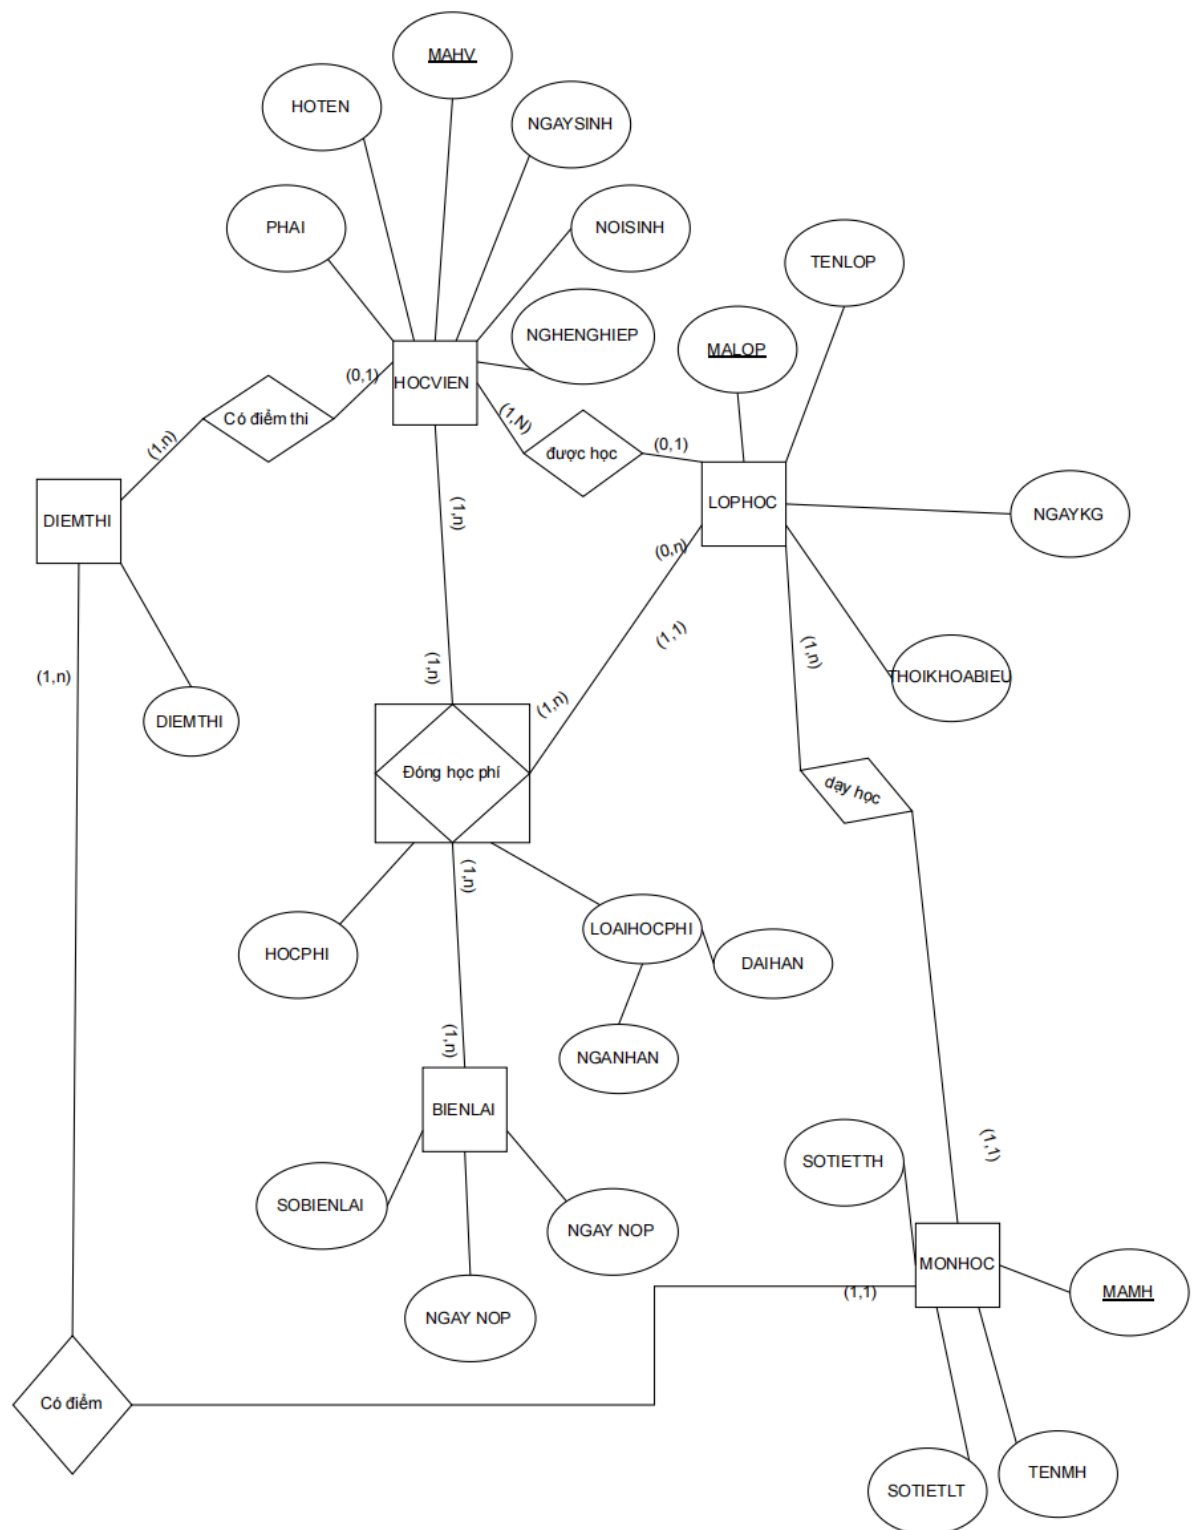 MAHV
HOTEN
NGAYSINH
PHAI
NOISINH
TENLOP
NGHENGHIEP
MALOP
(0,1)
HOCVIEN
Có điểm thi
(1,N)
(1,n)
được học
(0,1)
DIEMTHI
(1,n)
LOPHOC
NGAYKG
(0,n)
(1,1)
(1,n)
(1,n)
(1,n)
THOIKHOABIEU
(1,n)
DIEMTHI
Đóng học phí
dạy học
(1,n)
HOCPHI
LOAIHOCPHI
DAIHAN
(1,n)
NGANHAN
BIENLAI
(1,1)
SOTIETTH
SOBIENLAI
NGAY NOP
MONHOC
(1,1)
MAMH
NGAY NOP
Có điểm
TENMH
SOTIETLT